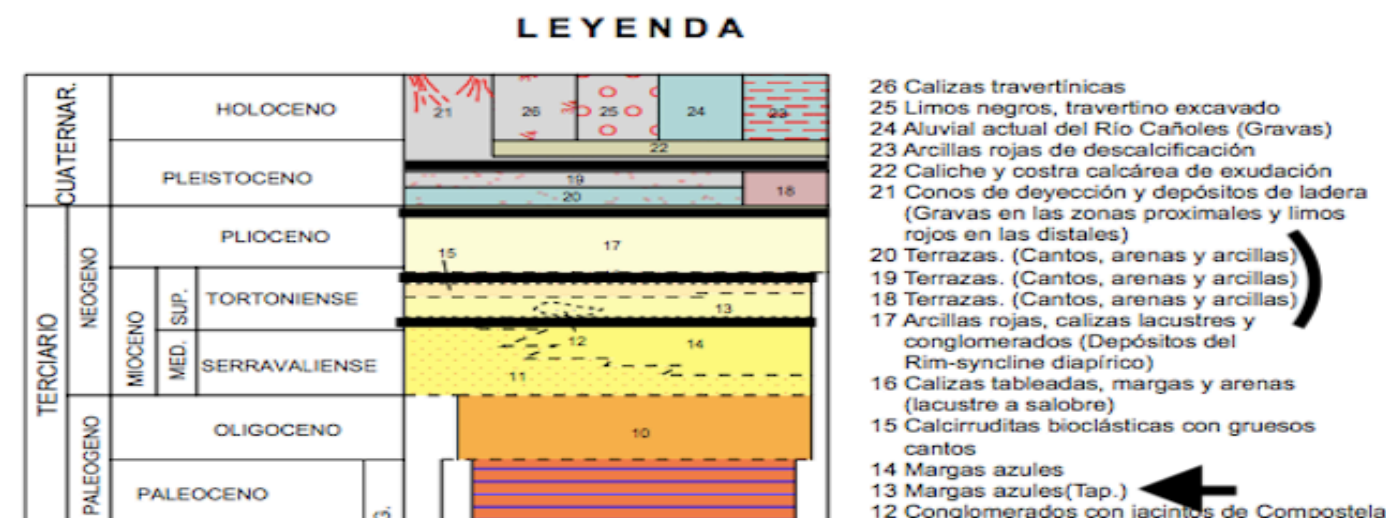 LEYENDA
CUATERNAR.
HOLOCENO
PLEISTOCENO
TERCIARIO
NEOGENO
PLIOCENO
MIOCENO
SUP.
TORTONIENSE
MED.
SERRAVALIENSE
PALEOGENO
OLIGOCENO
PALEOCENO
21
26
25
24
23
22
19
18
20
15
17
13
12
14
11
10
26 Calizas travertínicas
25 Limos negros, travertino excavado
24 Aluvial actual del Río Cañoles (Gravas)
23 Arcillas rojas de descalcificación
22 Caliche y costra calcárea de exudación
21 Conos de deyección y depósitos de ladera
(Gravas en las zonas proximales y limos
rojos en las distales)
20 Terrazas. (Cantos, arenas y arcillas)
19 Terrazas. (Cantos, arenas y arcillas)
18 Terrazas. (Cantos, arenas y arcillas)
17 Arcillas rojas, calizas lacustres y
conglomerados (Depósitos del
Rim-syncline diapírico)
16 Calizas tableadas, margas y arenas
(lacustre a salobre)
15 Calcirruditas bioclásticas con gruesos
cantos
14 Margas azules
13 Margas azules(Tap.)
12 Conglomerados con jacintos de Compostela